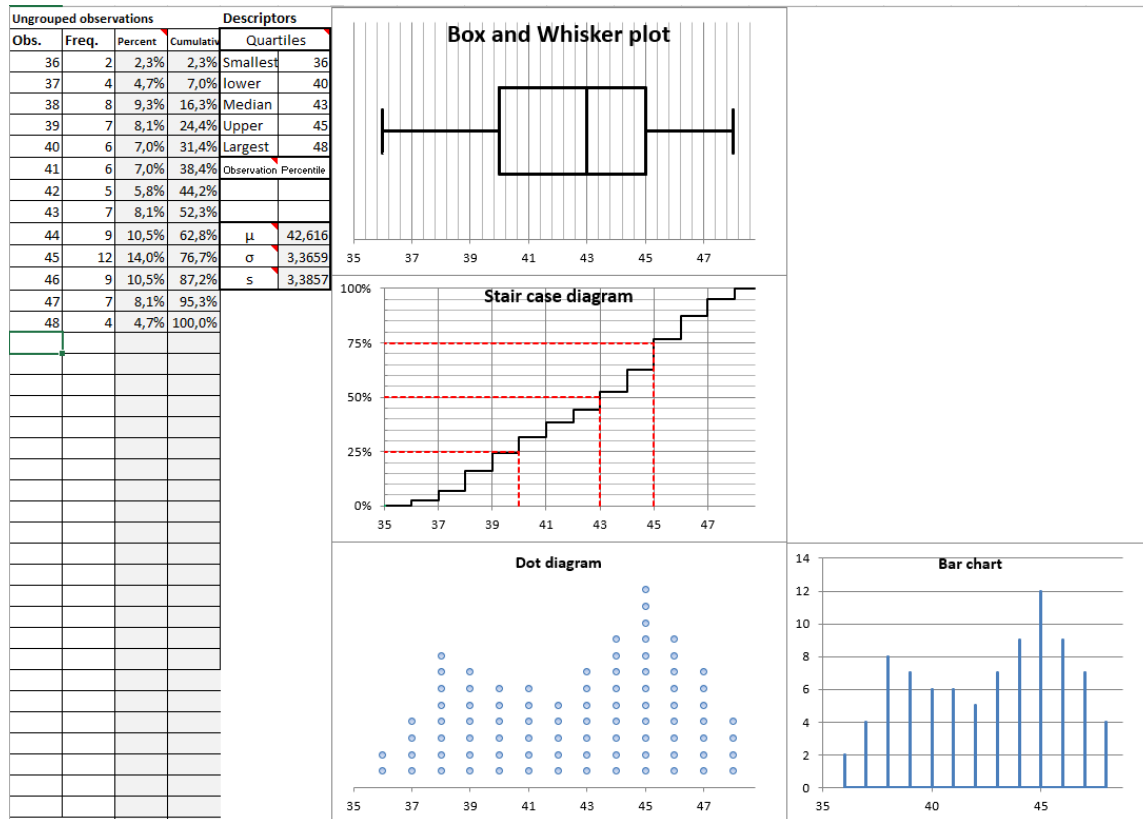 Ungrouped observations Descriptors
Obs. Freq. Percent Cumulativ Quartiles
36 2 2,3% 2,3% Smallest 36
37 4 4,7% 7,0% lower 40
38 8 9,3% 16,3% Median 43
39 7 8,1% 24,4% Upper 45
40 6 7,0% 31,4% Largest 48
41 6 7,0% 38,4% Observation Percentile
42 5 5,8% 44,2%
43 7 8,1% 52,3%
44 9 10,5% 62,8% μ 42,616
45 12 14,0% 76,7% σ 3,3659
46 9 10,5% 87,2% s 3,3857
47 7 8,1% 95,3%
48 4 4,7% 100,0%
Box and Whisker plot
35 37 39 41 43 45 47
Stair case diagram
100%
75%
50%
25%
0%
35 37 39 41 43 45 47
Dot diagram
35 37 39 41 43 45 47
Bar chart
14
12
10
8
6
4
2
0
35 40 45